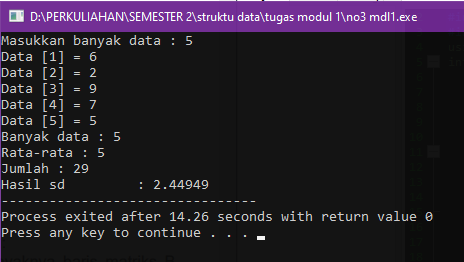 D:\PERKULIAHAN\SEMESTER 2\struktu data\tugas modul 1\no3 mdl1.exe
Masukkan banyak data : 5
Data [1] = 6
Data [2] = 2
Data [3] = 9
Data [4] = 7
Data [5] = 5
Banyak data : 5
Rata-rata : 5
Jumlah : 29
Hasil sd         : 2.44949
--------------------------------
Process exited after 14.26 seconds with return value 0
Press any key to continue . . .